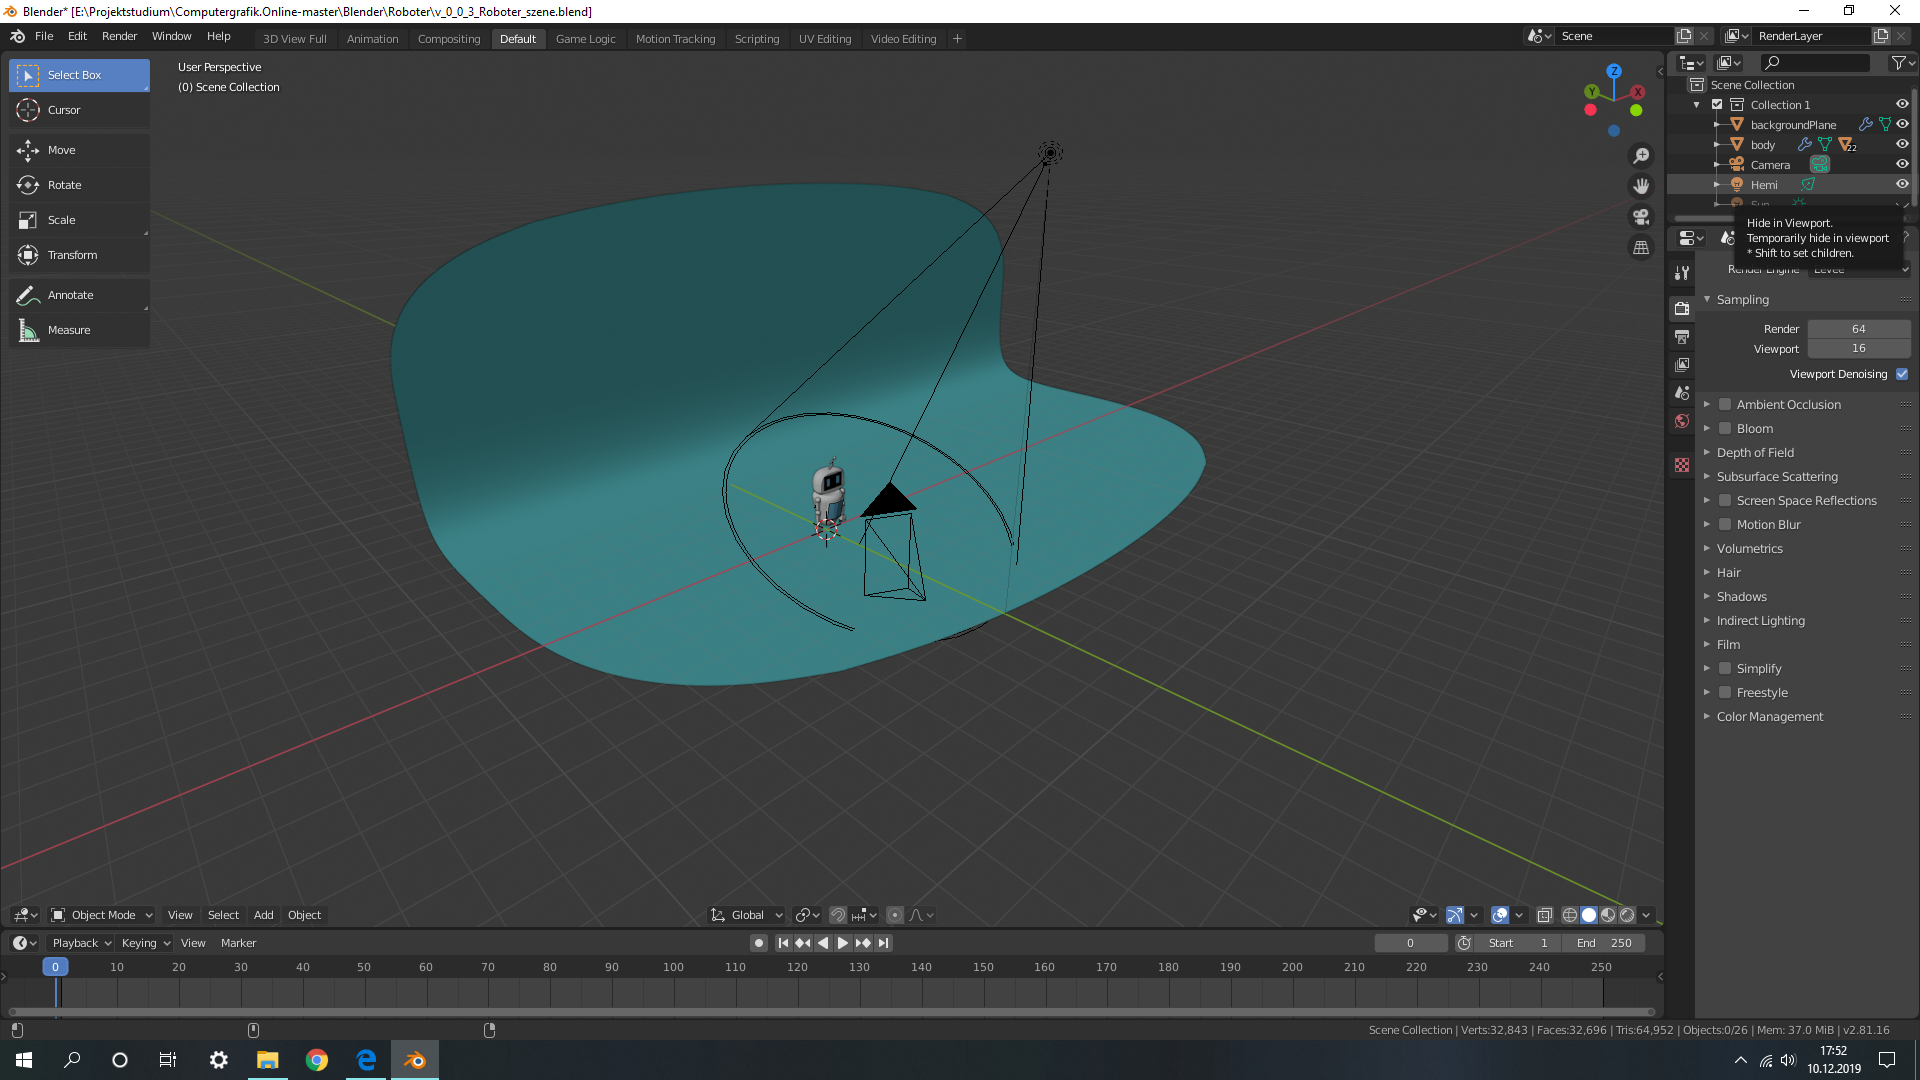 Blender* [E:\Projektstudium\Computergrafik.Online-master\Blender\Roboter\v_0_0_3_Roboter_szene.blend]
File Edit Render Window Help 3D View Full Animation Compositing Default Game Logic Motion Tracking Scripting UV Editing Video Editing + Scene RenderLayer
Select Box
Cursor
Move
Rotate
Scale
Transform
Annotate
Measure
User Perspective
(0) Scene Collection
Z
Y
X
Scene Collection
Collection 1
backgroundPlane
body 22
Camera
Hemi
Sun
Hide in Viewport.
Temporarily hide in viewport
* Shift to set children.
Render Engine Eevee
Sampling
Render 64
Viewport 16
Viewport Denoising
Ambient Occlusion
Bloom
Depth of Field
Subsurface Scattering
Screen Space Reflections
Motion Blur
Volumetrics
Hair
Shadows
Indirect Lighting
Film
Simplify
Freestyle
Color Management
Object Mode View Select Add Object Global
Playback Keying View Marker 0 Start 1 End 250
0 10 20 30 40 50 60 70 80 90 100 110 120 130 140 150 160 170 180 190 200 210 220 230 240 250
Scene Collection | Verts:32,843 | Faces:32,696 | Tris:64,952 | Objects:0/26 | Mem: 37.0 MiB | v2.81.16
17:52
10.12.2019